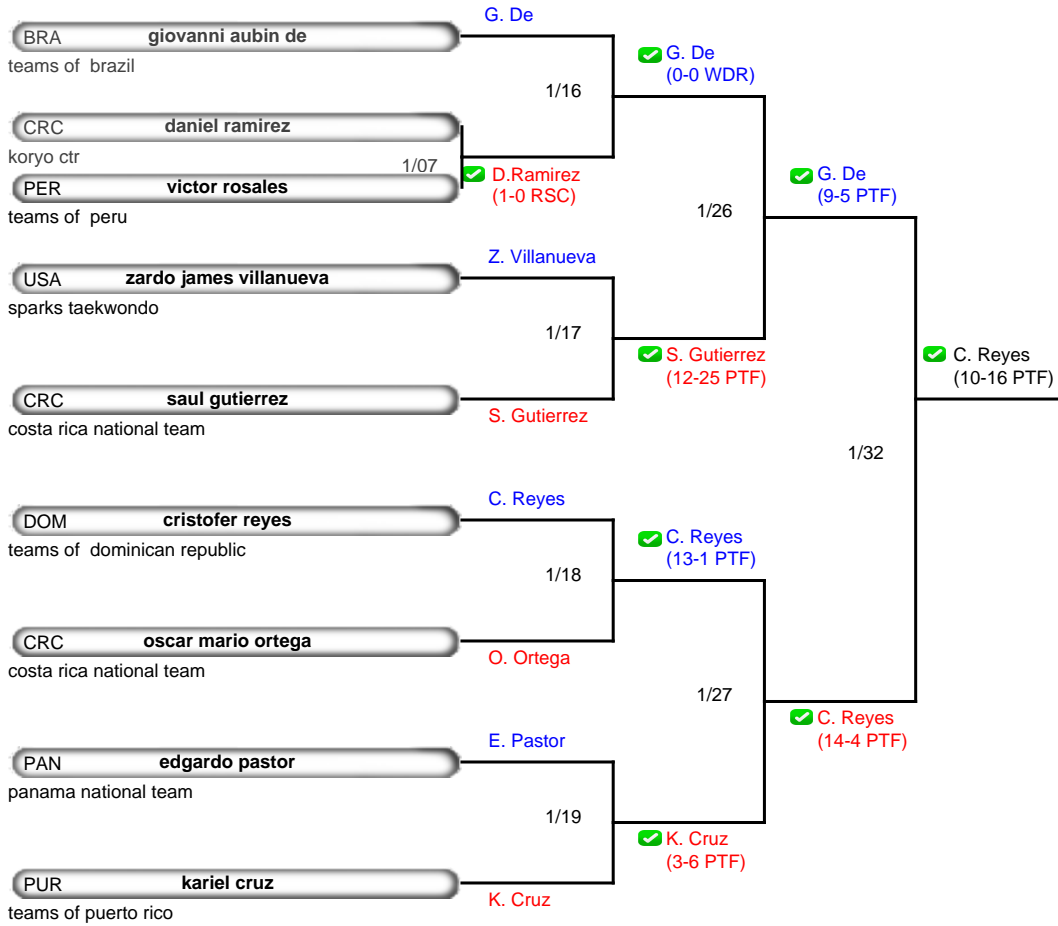 G. De
BRA giovanni aubin de
teams of brazil
G. De
(0-0 WDR)
1/16
CRC daniel ramirez
koryo ctr
1/07
D.Ramirez
(1-0 RSC)
PER victor rosales
teams of peru
G. De
(9-5 PTF)
1/26
Z. Villanueva
USA zardo james villanueva
sparks taekwondo
1/17
S. Gutierrez
(12-25 PTF)
CRC saul gutierrez
costa rica national team
S. Gutierrez
C. Reyes
(10-16 PTF)
1/32
C. Reyes
DOM cristofer reyes
teams of dominican republic
C. Reyes
(13-1 PTF)
1/18
CRC oscar mario ortega
costa rica national team
O. Ortega
1/27
C. Reyes
(14-4 PTF)
E. Pastor
PAN edgardo pastor
panama national team
1/19
K. Cruz
(3-6 PTF)
PUR kariel cruz
teams of puerto rico
K. Cruz